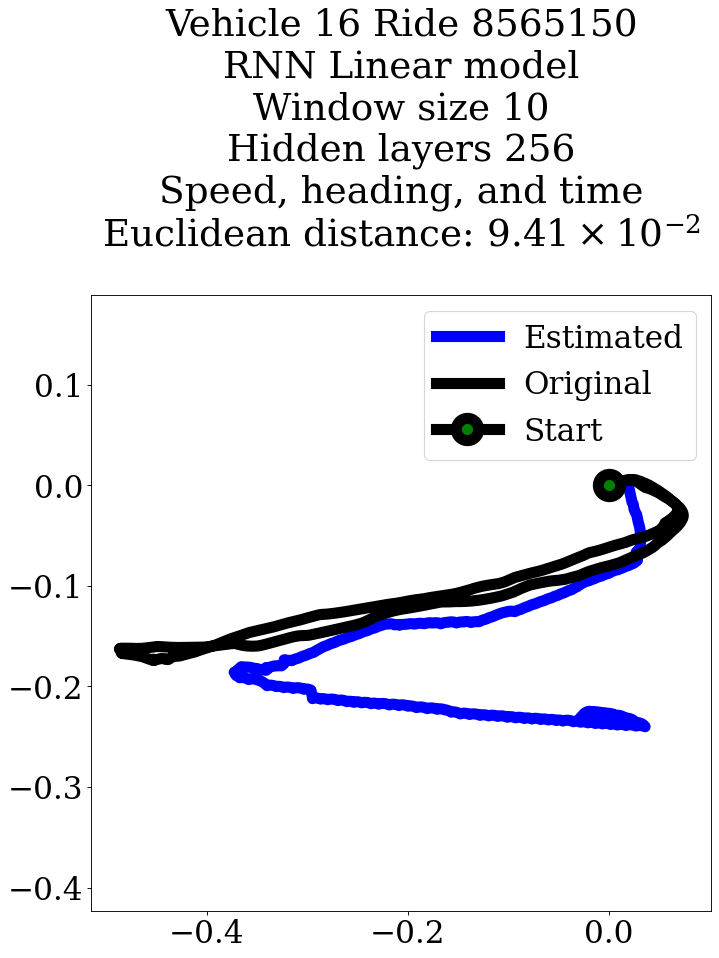 Vehicle 16 Ride 8565150
RNN Linear model
Window size 10
Hidden layers 256
Speed, heading, and time
Euclidean distance: 9.41 × 10⁻²
Estimated
Original
Start
0.1
0.0
−0.1
−0.2
−0.3
−0.4
−0.4 −0.2 0.0